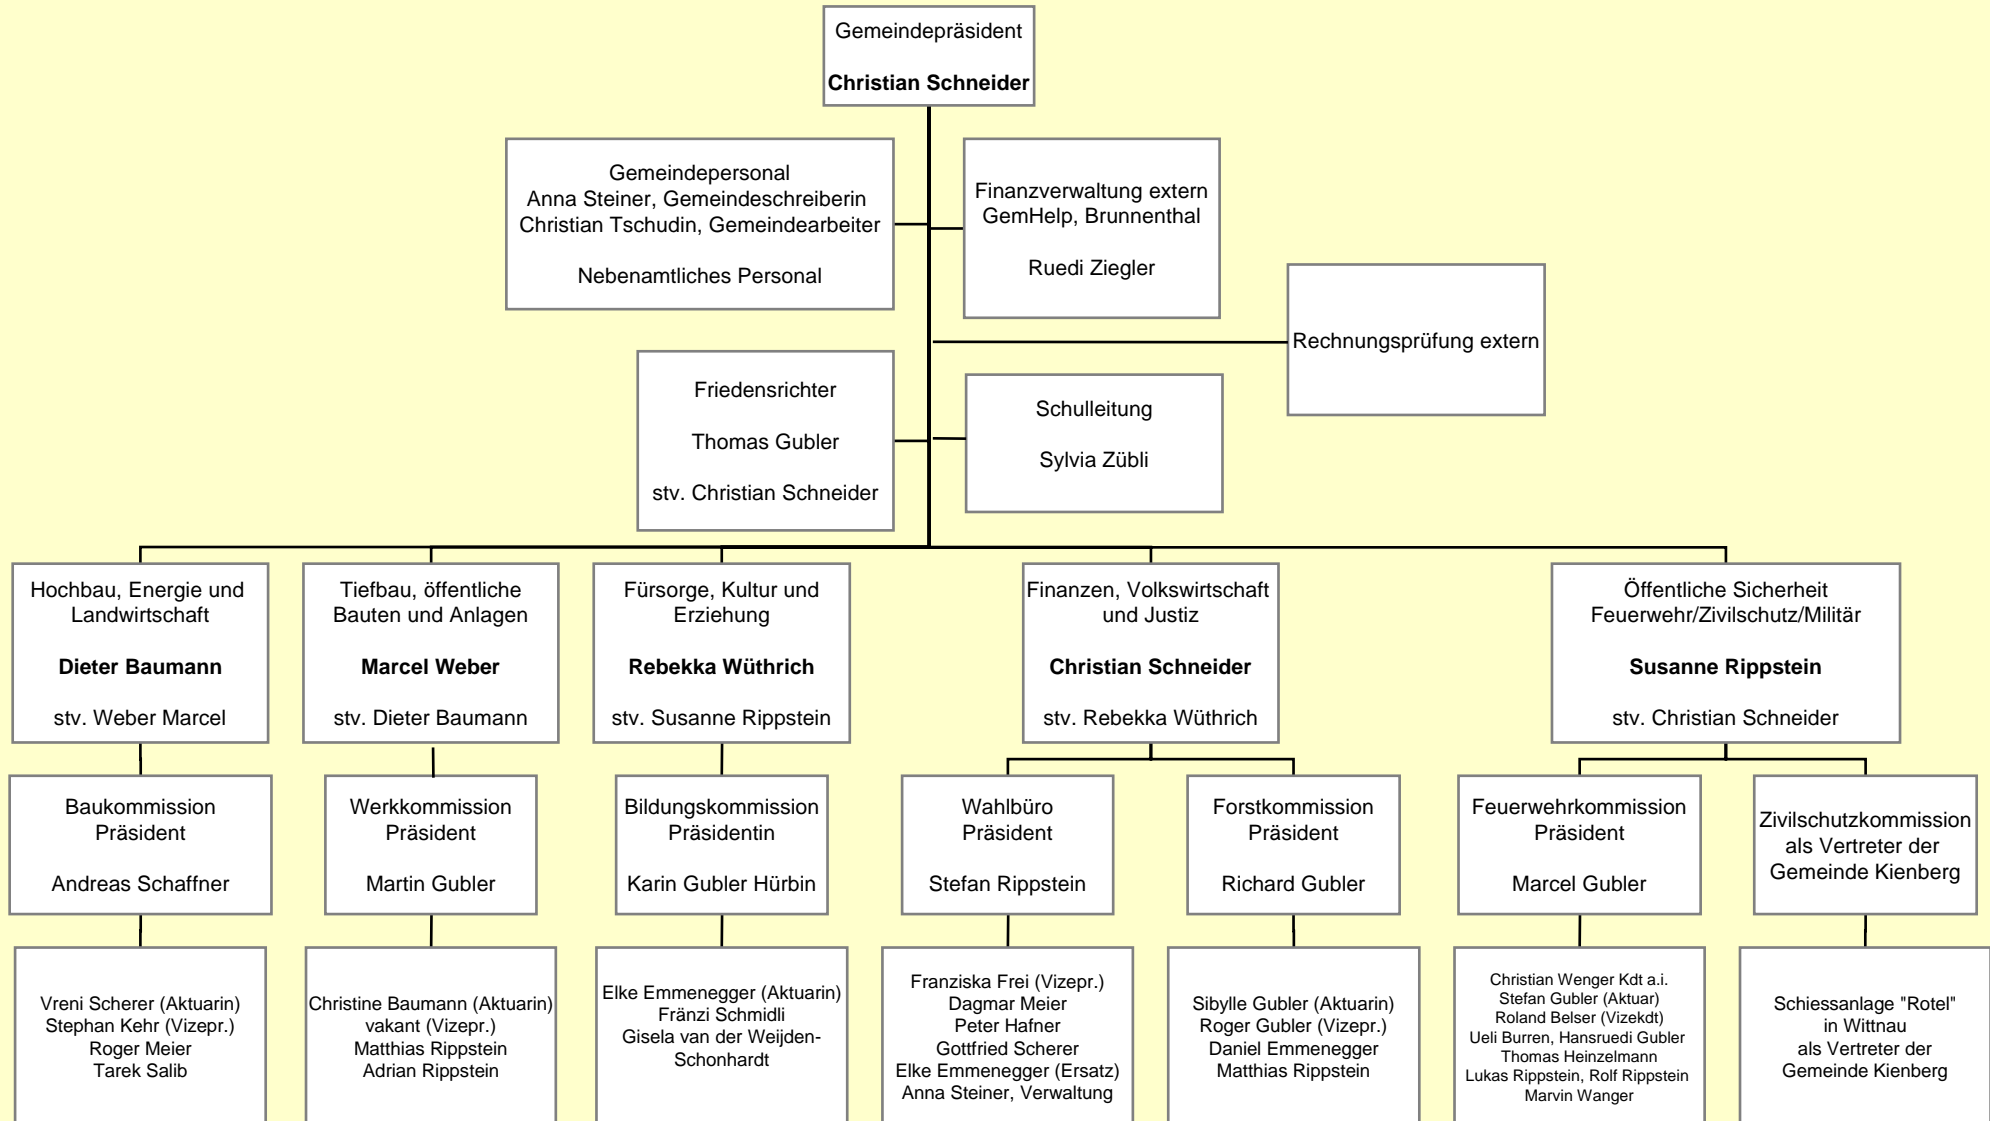 Gemeindepräsident
Christian Schneider
Gemeindepersonal
Anna Steiner, Gemeindeschreiberin
Christian Tschudin, Gemeindearbeiter
Nebenamtliches Personal
Finanzverwaltung extern
GemHelp, Brunnenthal
Ruedi Ziegler
Rechnungsprüfung extern
Friedensrichter
Thomas Gubler
stv. Christian Schneider
Schulleitung
Sylvia Zübli
Hochbau, Energie und
Landwirtschaft
Dieter Baumann
stv. Weber Marcel
Tiefbau, öffentliche
Bauten und Anlagen
Marcel Weber
stv. Dieter Baumann
Fürsorge, Kultur und
Erziehung
Rebekka Wüthrich
stv. Susanne Rippstein
Finanzen, Volkswirtschaft
und Justiz
Christian Schneider
stv. Rebekka Wüthrich
Öffentliche Sicherheit
Feuerwehr/Zivilschutz/Militär
Susanne Rippstein
stv. Christian Schneider
Baukommission
Präsident
Andreas Schaffner
Werkkommission
Präsident
Martin Gubler
Bildungskommission
Präsidentin
Karin Gubler Hürbin
Wahlbüro
Präsident
Stefan Rippstein
Forstkommission
Präsident
Richard Gubler
Feuerwehrkommission
Präsident
Marcel Gubler
Zivilschutzkommission
als Vertreter der
Gemeinde Kienberg
Vreni Scherer (Aktuarin)
Stephan Kehr (Vizepr.)
Roger Meier
Tarek Salib
Christine Baumann (Aktuarin)
vakant (Vizepr.)
Matthias Rippstein
Adrian Rippstein
Elke Emmenegger (Aktuarin)
Fränzi Schmidli
Gisela van der Weijden-
Schonhardt
Franziska Frei (Vizepr.)
Dagmar Meier
Peter Hafner
Gottfried Scherer
Elke Emmenegger (Ersatz)
Anna Steiner, Verwaltung
Sibylle Gubler (Aktuarin)
Roger Gubler (Vizepr.)
Daniel Emmenegger
Matthias Rippstein
Christian Wenger Kdt a.i.
Stefan Gubler (Aktuar)
Roland Belser (Vizekdt)
Ueli Burren, Hansruedi Gubler
Thomas Heinzelmann
Lukas Rippstein, Rolf Rippstein
Marvin Wanger
Schiessanlage "Rotel"
in Wittnau
als Vertreter der
Gemeinde Kienberg